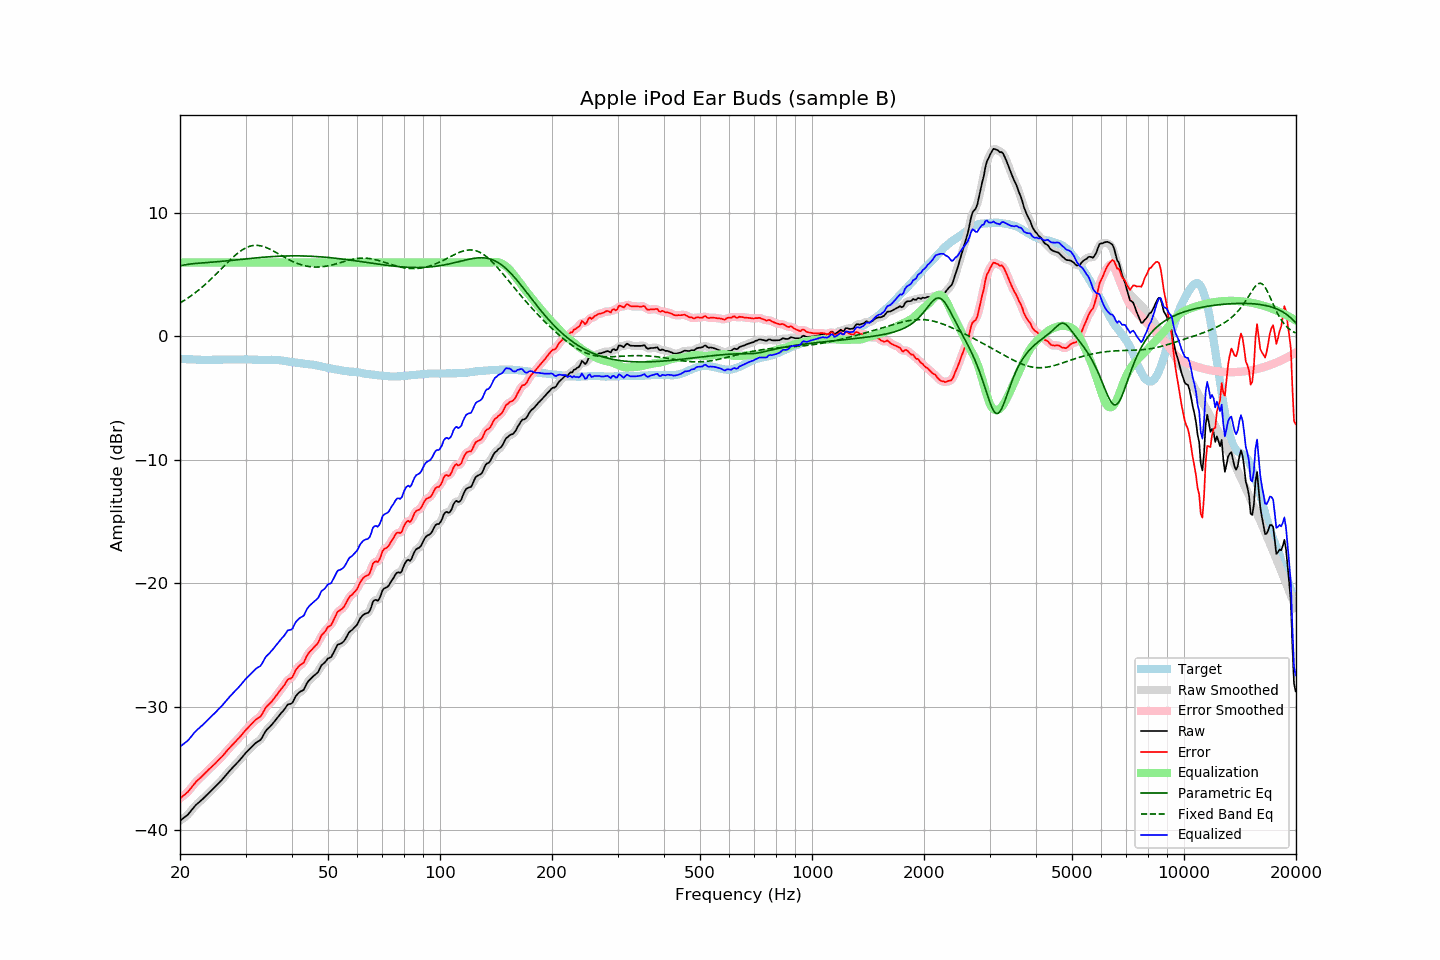 Apple iPod Ear Buds (sample B)
Amplitude (dBr)
10
0
−10
−20
−30
−40
20 50 100 200 500 1000 2000 5000 10000 20000
Frequency (Hz)
Target
Raw Smoothed
Error Smoothed
Raw
Error
Equalization
Parametric Eq
Fixed Band Eq
Equalized